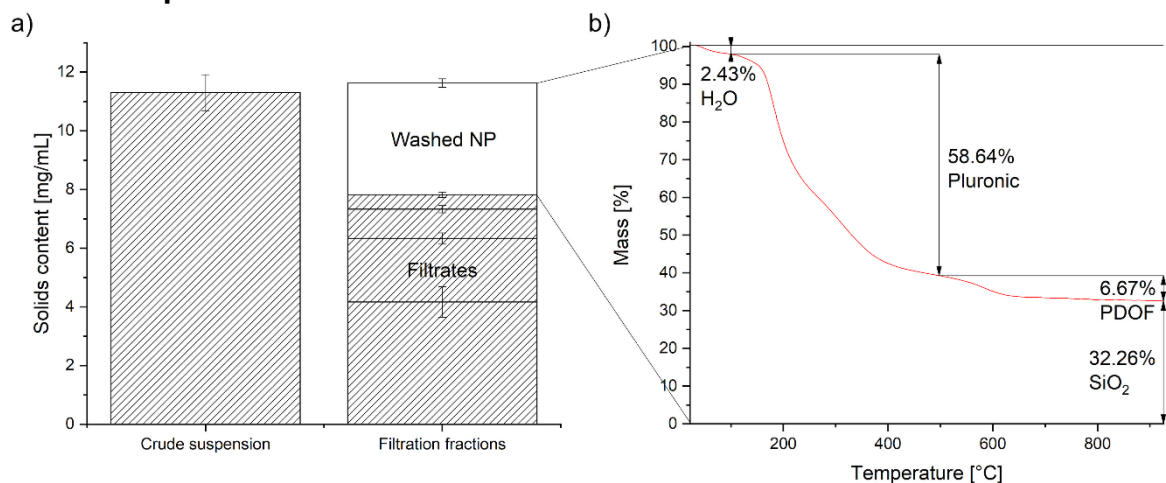 a)
Solids content [mg/mL]
12
10
8
6
4
2
0
Washed NP
Filtrates
Crude suspension
Filtration fractions
b)
Mass [%]
100
90
80
70
60
50
40
30
20
10
0
2.43%
H₂O
58.64%
Pluronic
6.67%
PDOF
32.26%
SiO₂
200
400
600
800
Temperature [°C]